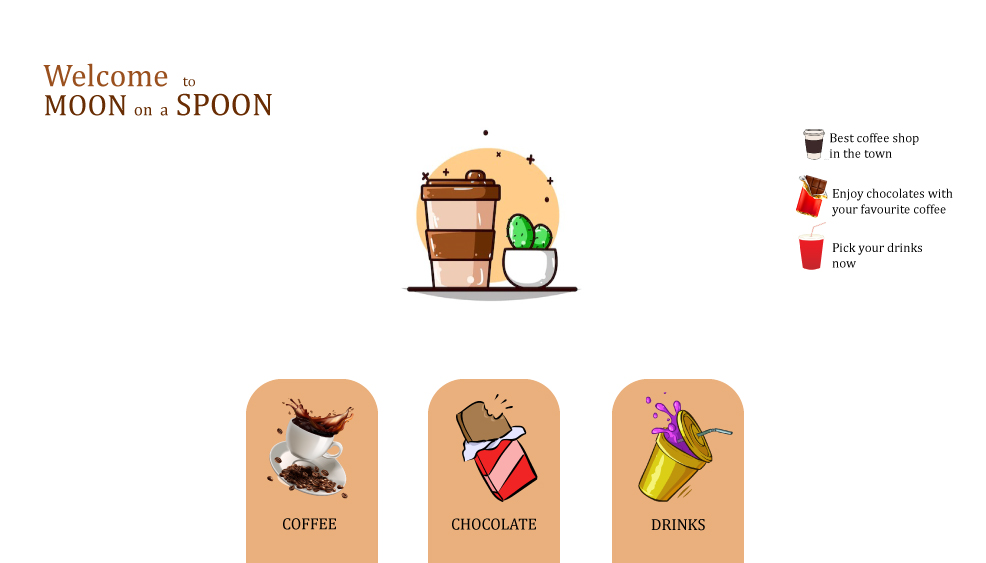 Welcome to
MOON on a SPOON
Best coffee shop
in the town
Enjoy chocolates with
your favourite coffee
Pick your drinks
now
COFFEE
CHOCOLATE
DRINKS